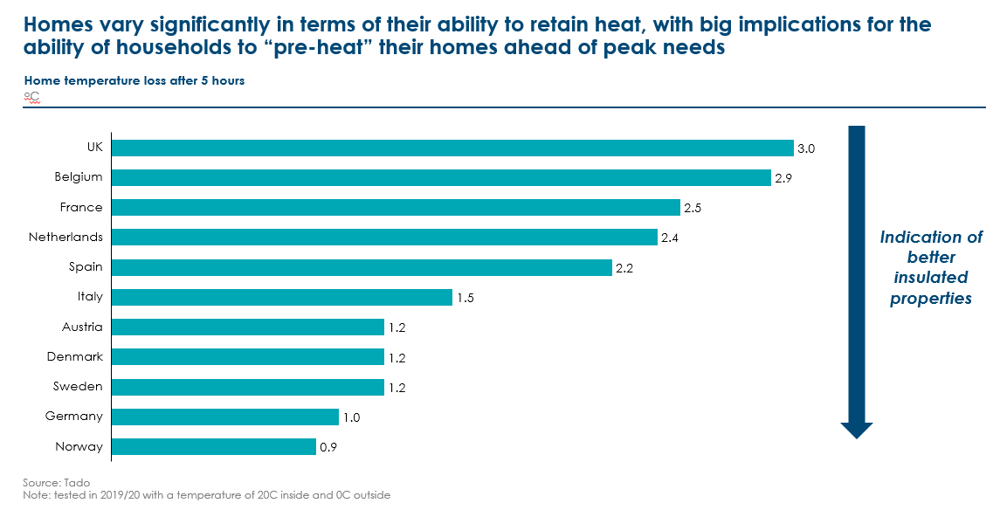 Homes vary significantly in terms of their ability to retain heat, with big implications for the
ability of households to “pre-heat” their homes ahead of peak needs
Home temperature loss after 5 hours
ºC
UK 3.0
Belgium 2.9
France 2.5
Netherlands 2.4
Spain 2.2
Italy 1.5
Austria 1.2
Denmark 1.2
Sweden 1.2
Germany 1.0
Norway 0.9
Indication of
better
insulated
properties
Source: Tado
Note: tested in 2019/20 with a temperature of 20C inside and 0C outside